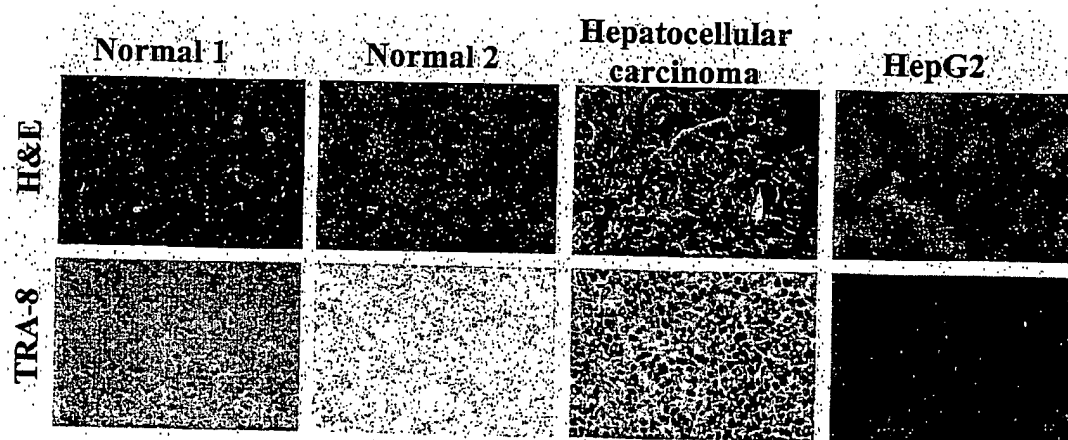 Normal 1
Normal 2
Hepatocellular
carcinoma
HepG2
H&E
TRA-8